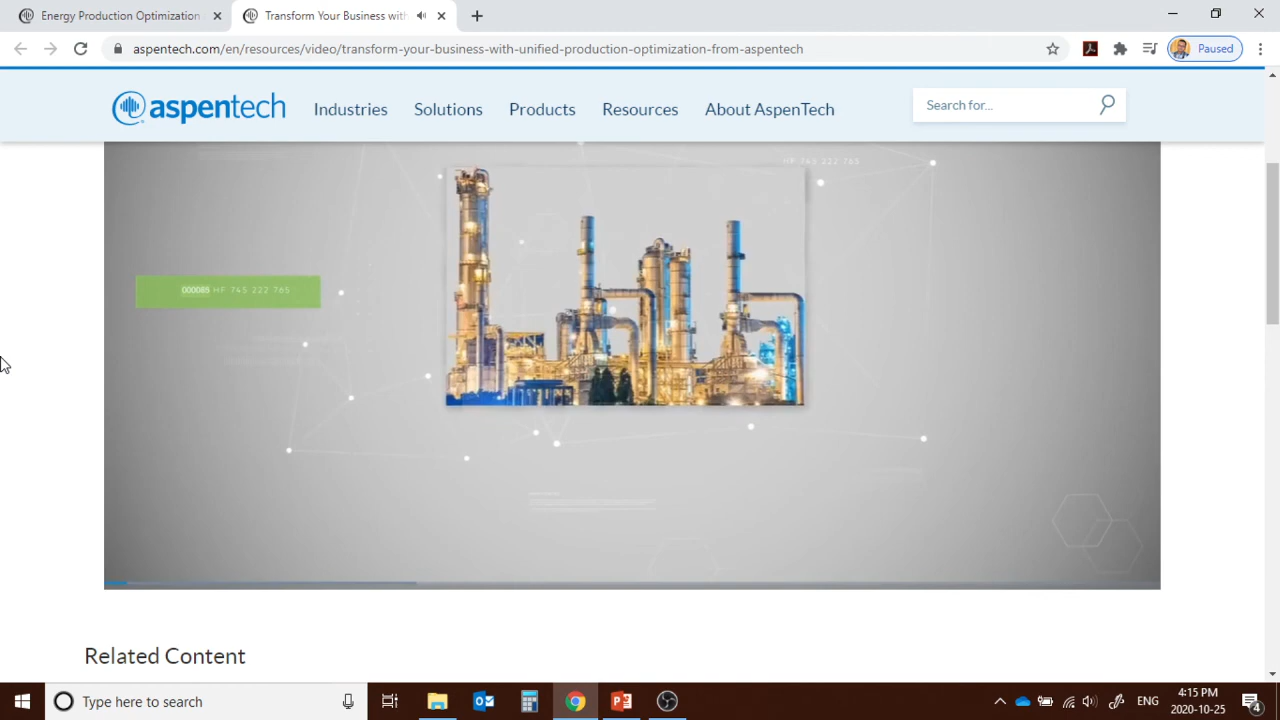 Energy Production Optimization
Transform Your Business with
aspentech.com/en/resources/video/transform-your-business-with-unified-production-optimization-from-aspentech
Paused
aspentech
Industries
Solutions
Products
Resources
About AspenTech
Search for...
HF 745 222 765
000085 HF 745 222 765
Related Content
Type here to search
ENG
4:15 PM
2020-10-25
4